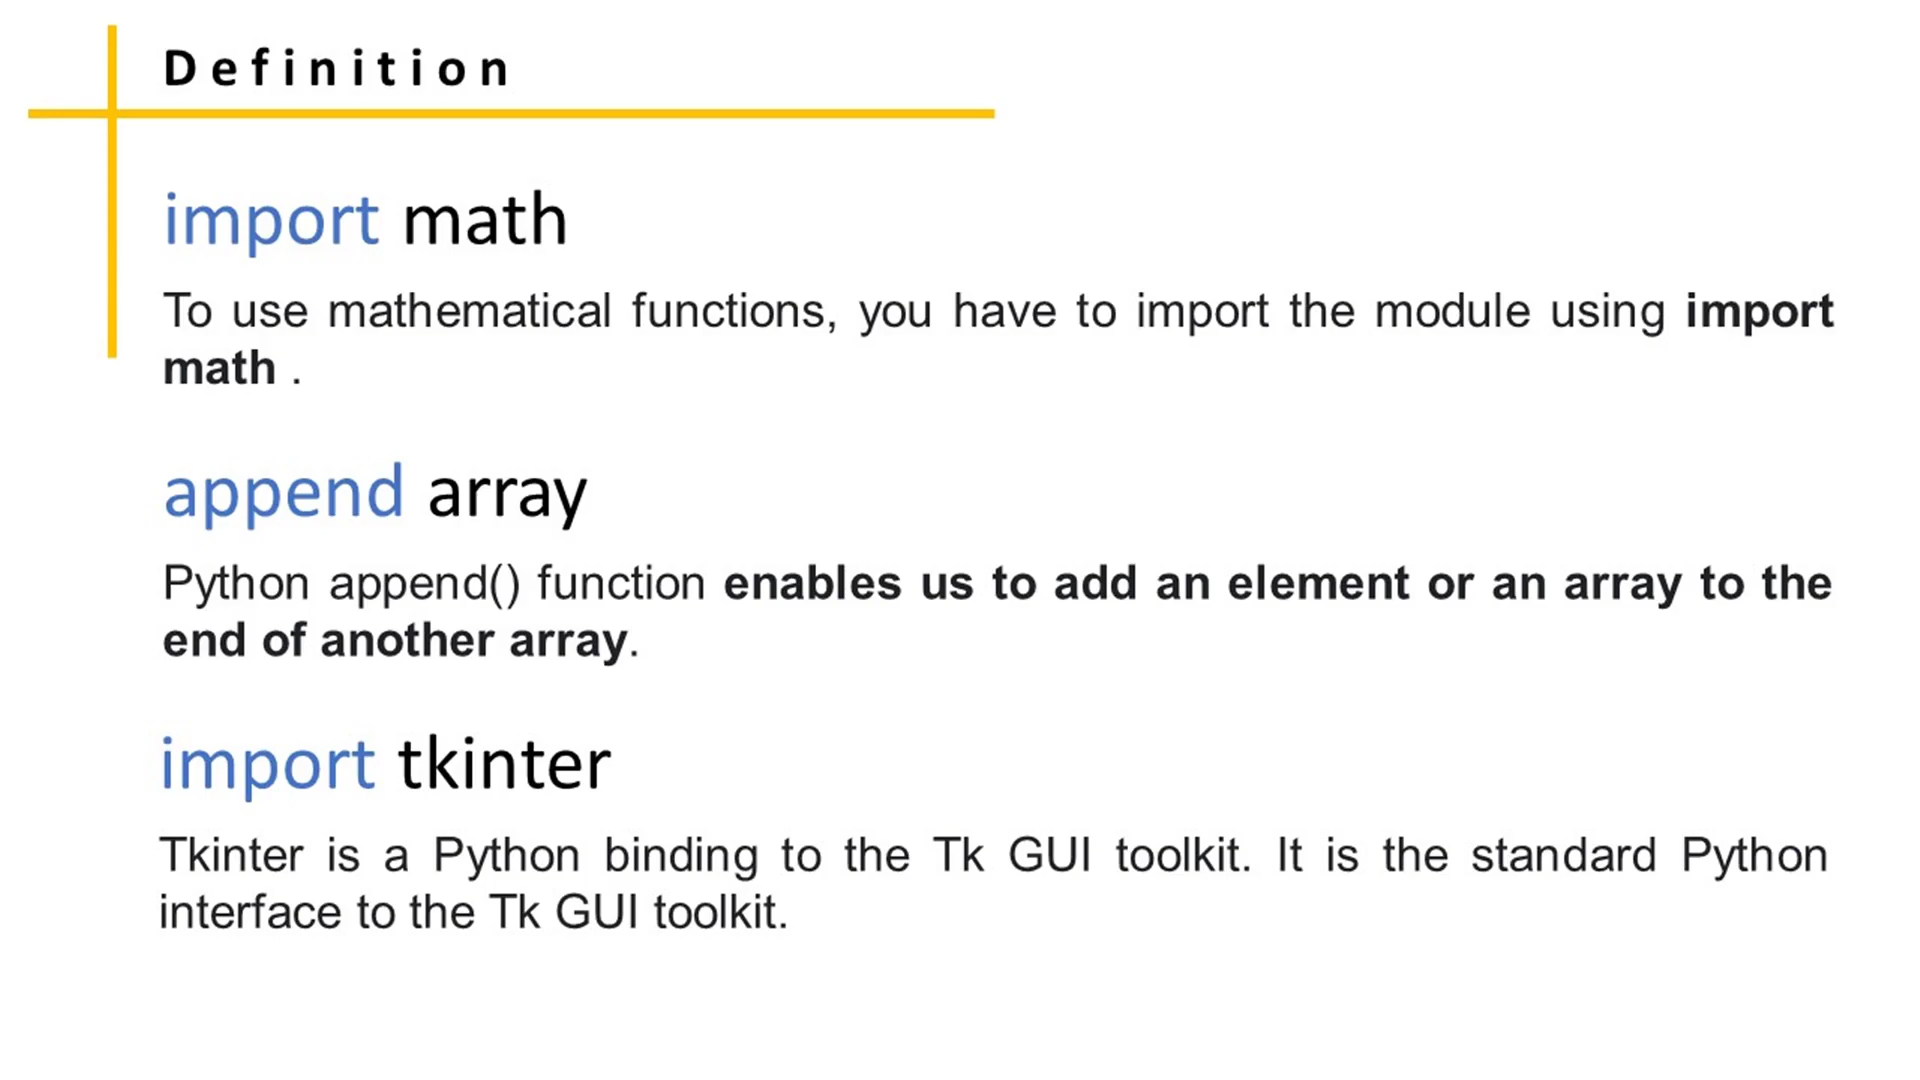 Definition
import math
To use mathematical functions, you have to import the module using import
math .
append array
Python append() function enables us to add an element or an array to the
end of another array.
import tkinter
Tkinter is a Python binding to the Tk GUI toolkit. It is the standard Python
interface to the Tk GUI toolkit.